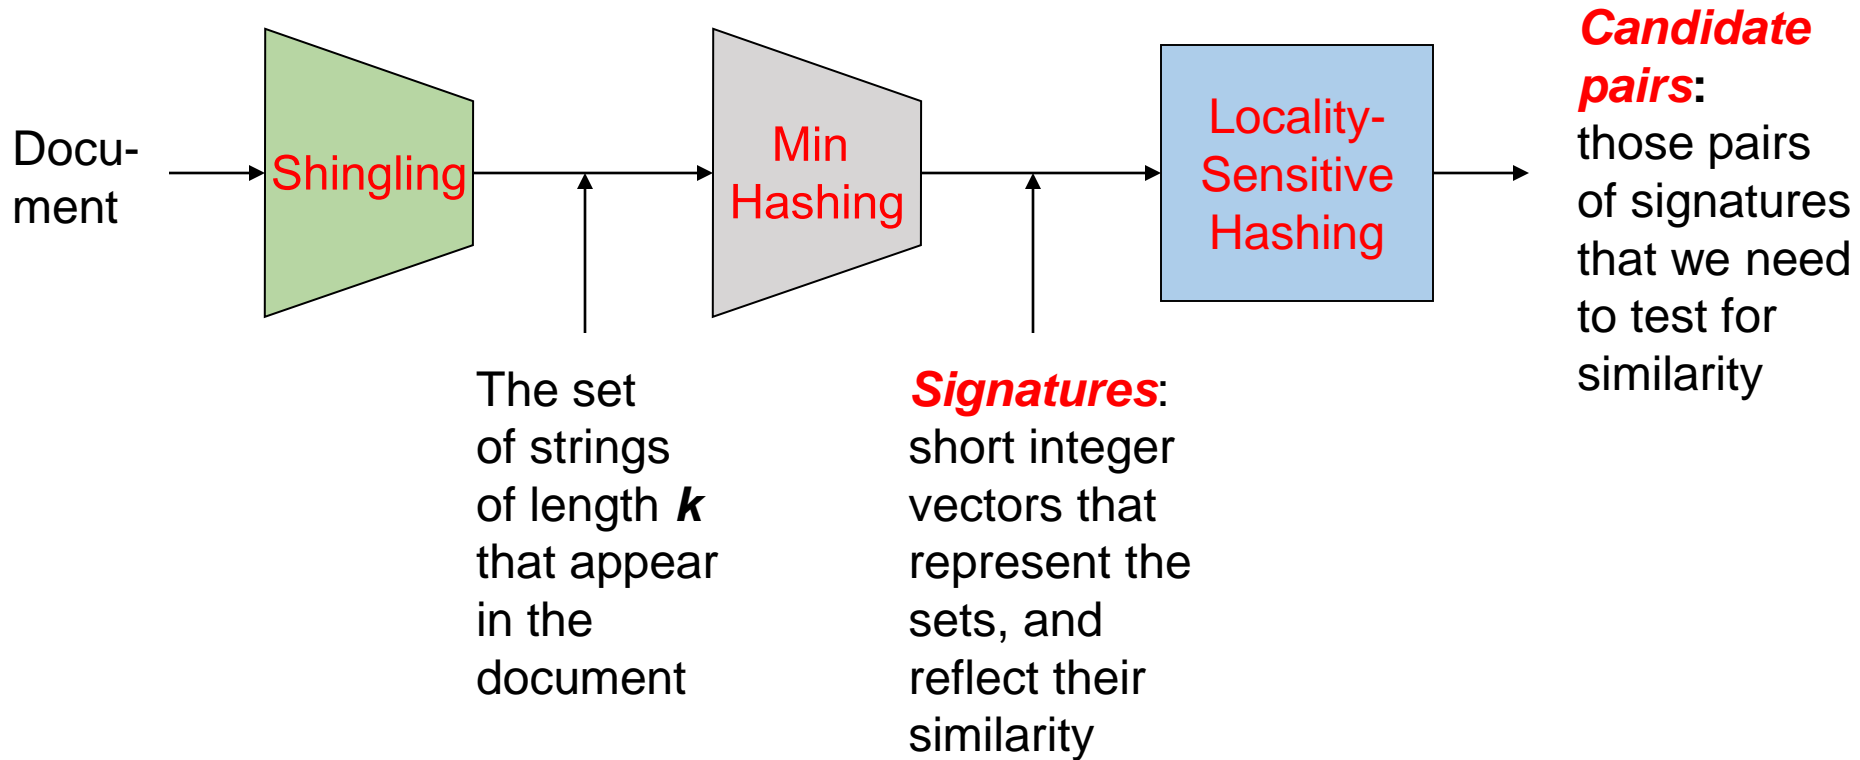 Docu-
ment
Shingling
The set
of strings
of length k
that appear
in the
document
Min
Hashing
Signatures:
short integer
vectors that
represent the
sets, and
reflect their
similarity
Locality-
Sensitive
Hashing
Candidate
pairs:
those pairs
of signatures
that we need
to test for
similarity